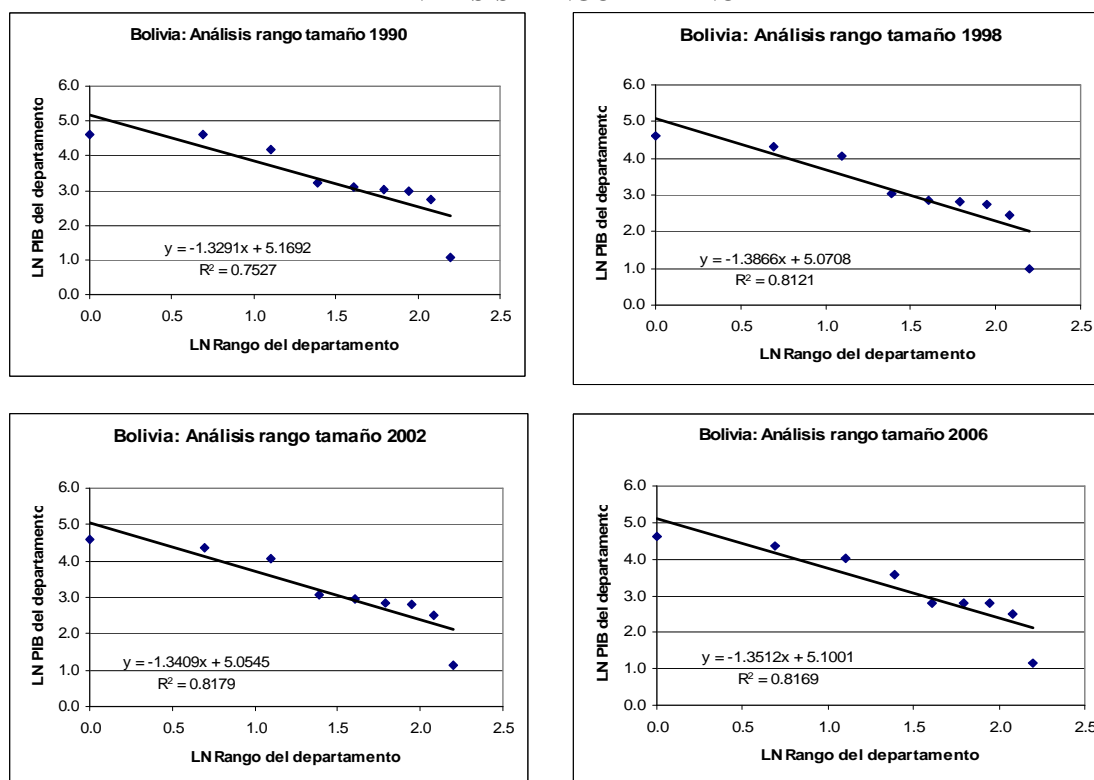 Bolivia: Análisis rango tamaño 1990
LN PIB del departamento
6.0
5.0
4.0
3.0
2.0
1.0
0.0
y = -1.3291x + 5.1692
R² = 0.7527
0.0 0.5 1.0 1.5 2.0 2.5
LN Rango del departamento
Bolivia: Análisis rango tamaño 1998
LN PIB del departamento
6.0
5.0
4.0
3.0
2.0
1.0
0.0
y = -1.3866x + 5.0708
R² = 0.8121
0.0 0.5 1.0 1.5 2.0 2.5
LN Rango del departamento
Bolivia: Análisis rango tamaño 2002
LN PIB del departamento
6.0
5.0
4.0
3.0
2.0
1.0
0.0
y = -1.3409x + 5.0545
R² = 0.8179
0.0 0.5 1.0 1.5 2.0 2.5
LN Rango del departamento
Bolivia: Análisis rango tamaño 2006
LN PIB del departamento
6.0
5.0
4.0
3.0
2.0
1.0
0.0
y = -1.3512x + 5.1001
R² = 0.8169
0.0 0.5 1.0 1.5 2.0 2.5
LN Rango del departamento